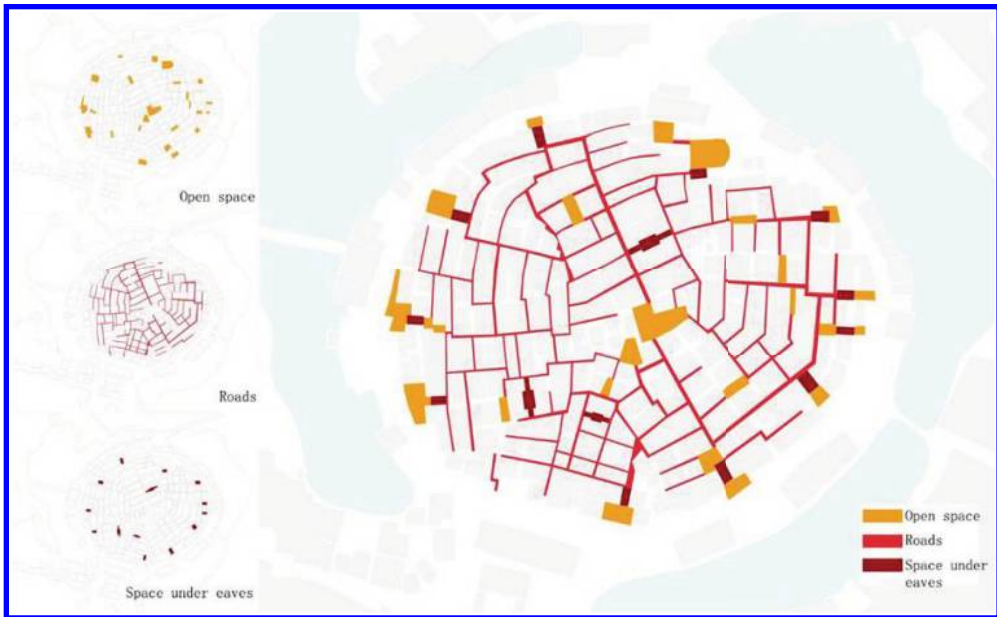 Open space
Roads
Space under eaves
Open space
Roads
Space under
eaves